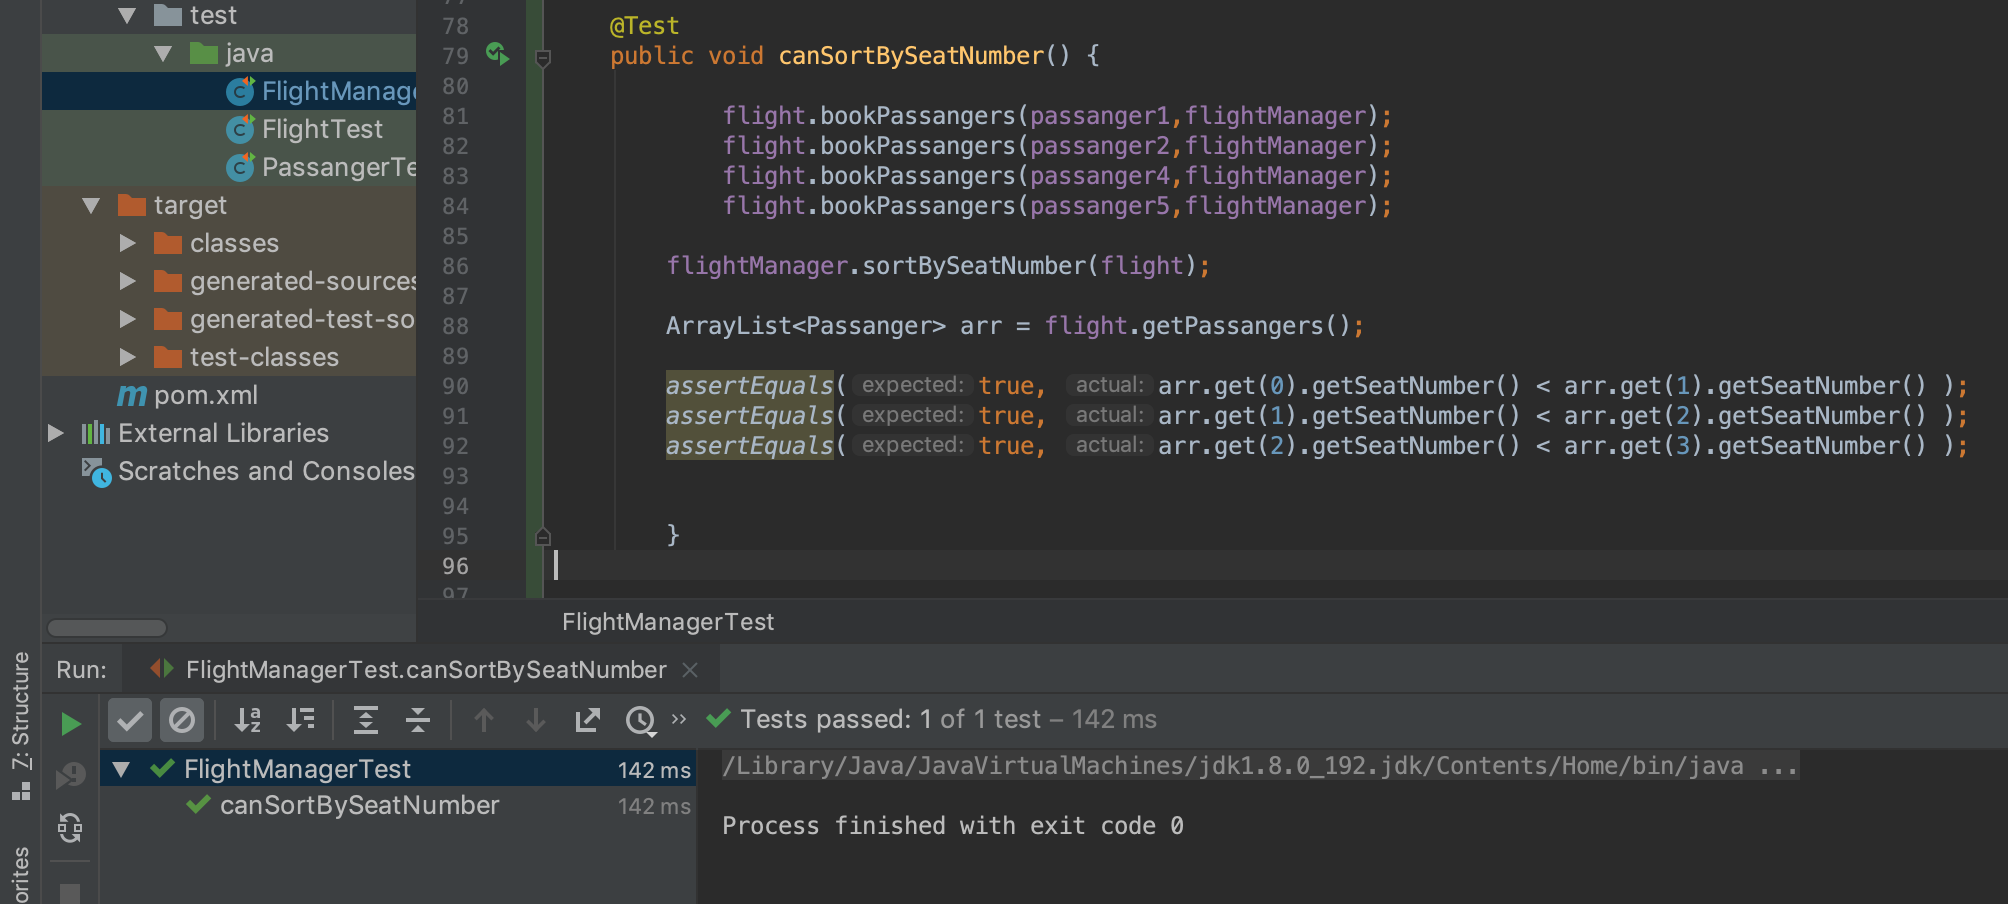 test
java
FlightManage
FlightTest
PassangerTe
target
classes
generated-sources
generated-test-so
test-classes
pom.xml
External Libraries
Scratches and Consoles
78 @Test
79 public void canSortBySeatNumber() {
80
81 flight.bookPassangers(passanger1,flightManager);
82 flight.bookPassangers(passanger2,flightManager);
83 flight.bookPassangers(passanger4,flightManager);
84 flight.bookPassangers(passanger5,flightManager);
85
86 flightManager.sortBySeatNumber(flight);
87
88 ArrayList<Passanger> arr = flight.getPassangers();
89
90 assertEquals( expected: true, actual: arr.get(0).getSeatNumber() < arr.get(1).getSeatNumber() );
91 assertEquals( expected: true, actual: arr.get(1).getSeatNumber() < arr.get(2).getSeatNumber() );
92 assertEquals( expected: true, actual: arr.get(2).getSeatNumber() < arr.get(3).getSeatNumber() );
93
94
95 }
96
97
FlightManagerTest
Z: Structure
orites
Run: FlightManagerTest.canSortBySeatNumber
Tests passed: 1 of 1 test – 142 ms
FlightManagerTest 142 ms
canSortBySeatNumber 142 ms
/Library/Java/JavaVirtualMachines/jdk1.8.0_192.jdk/Contents/Home/bin/java ...
Process finished with exit code 0